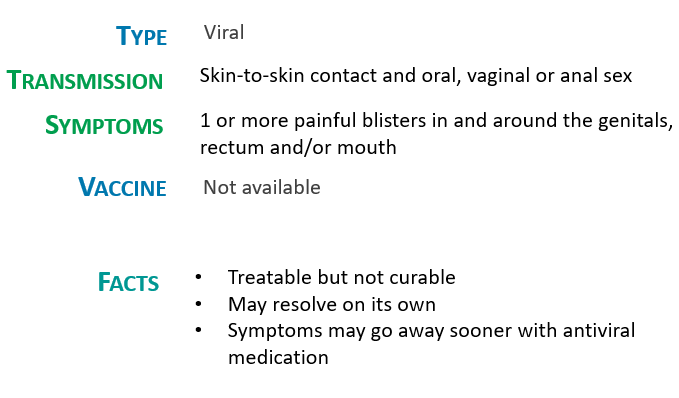 TYPE Viral
TRANSMISSION Skin-to-skin contact and oral, vaginal or anal sex
SYMPTOMS 1 or more painful blisters in and around the genitals,
rectum and/or mouth
VACCINE Not available
FACTS • Treatable but not curable
• May resolve on its own
• Symptoms may go away sooner with antiviral
medication